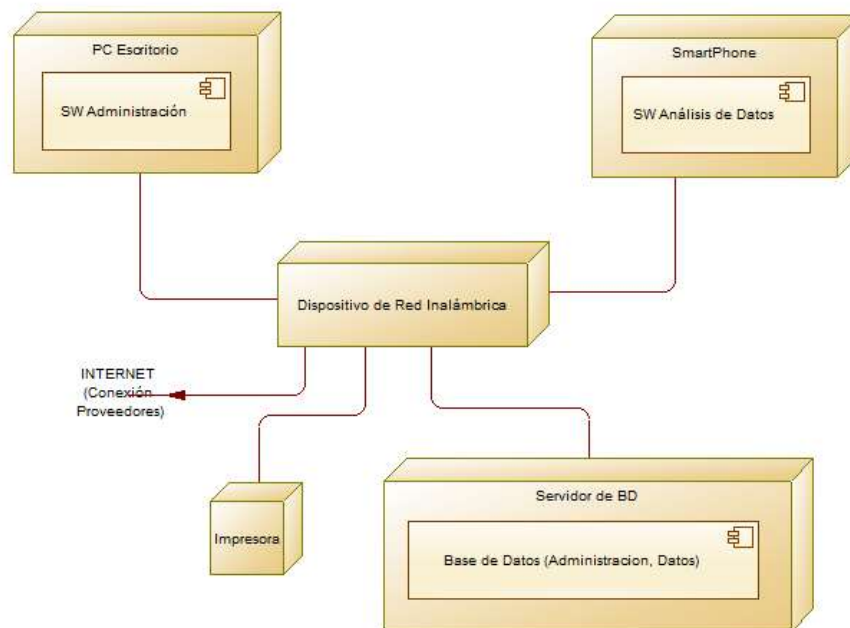 PC Escritorio
SW Administración
SmartPhone
SW Análisis de Datos
Dispositivo de Red Inalámbrica
INTERNET
(Conexión
Proveedores)
Impresora
Servidor de BD
Base de Datos (Administracion, Datos)